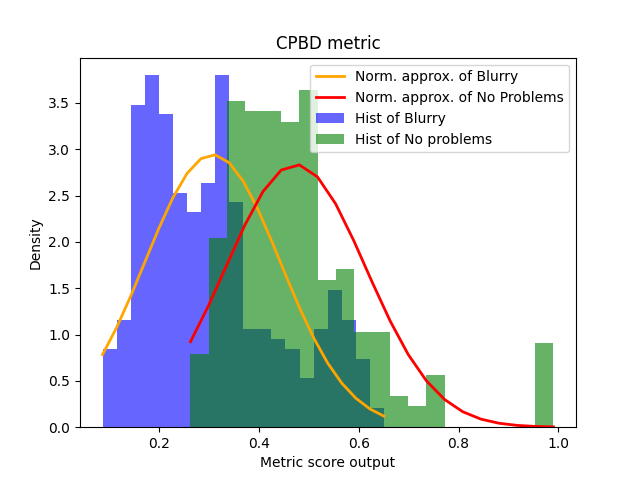 CPBD metric
Norm. approx. of Blurry
Norm. approx. of No Problems
Hist of Blurry
Hist of No problems
3.5
3.0
2.5
2.0
1.5
1.0
0.5
0.0
Density
0.2 0.4 0.6 0.8 1.0
Metric score output